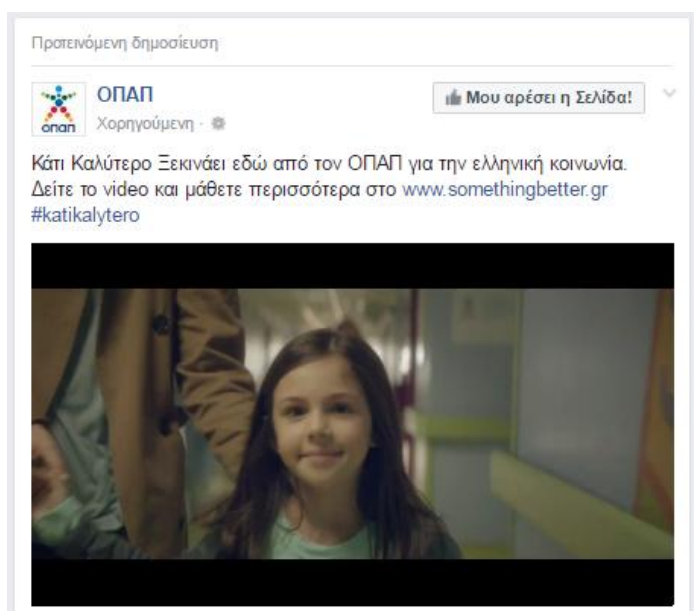 Προτεινόμενη δημοσίευση
ΟΠΑΠ
Μου αρέσει η Σελίδα!
οπαπ
Χορηγούμενη ·
Κάτι Καλύτερο Ξεκινάει εδώ από τον ΟΠΑΠ για την ελληνική κοινωνία.
Δείτε το video και μάθετε περισσότερα στο www.somethingbetter.gr
#katikalytero